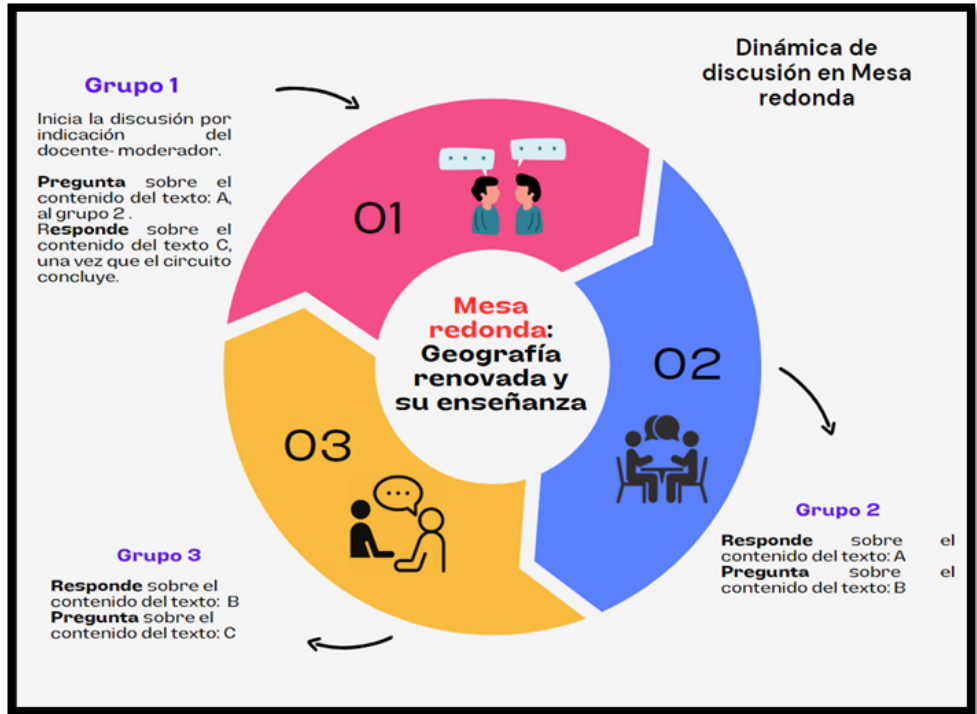 Dinámica de
discusión en Mesa
redonda
Grupo 1
Inicia la discusión por
indicación del
docente- moderador.
Pregunta sobre el
contenido del texto: A,
al grupo 2 .
Responde sobre el
contenido del texto C,
una vez que el circuito
concluye.
01
Mesa
redonda:
Geografía
renovada y
su enseñanza
02
03
Grupo 2
Responde sobre el
contenido del texto: A
Pregunta sobre el
contenido del texto: B
Grupo 3
Responde sobre el
contenido del texto: B
Pregunta sobre el
contenido del texto: C